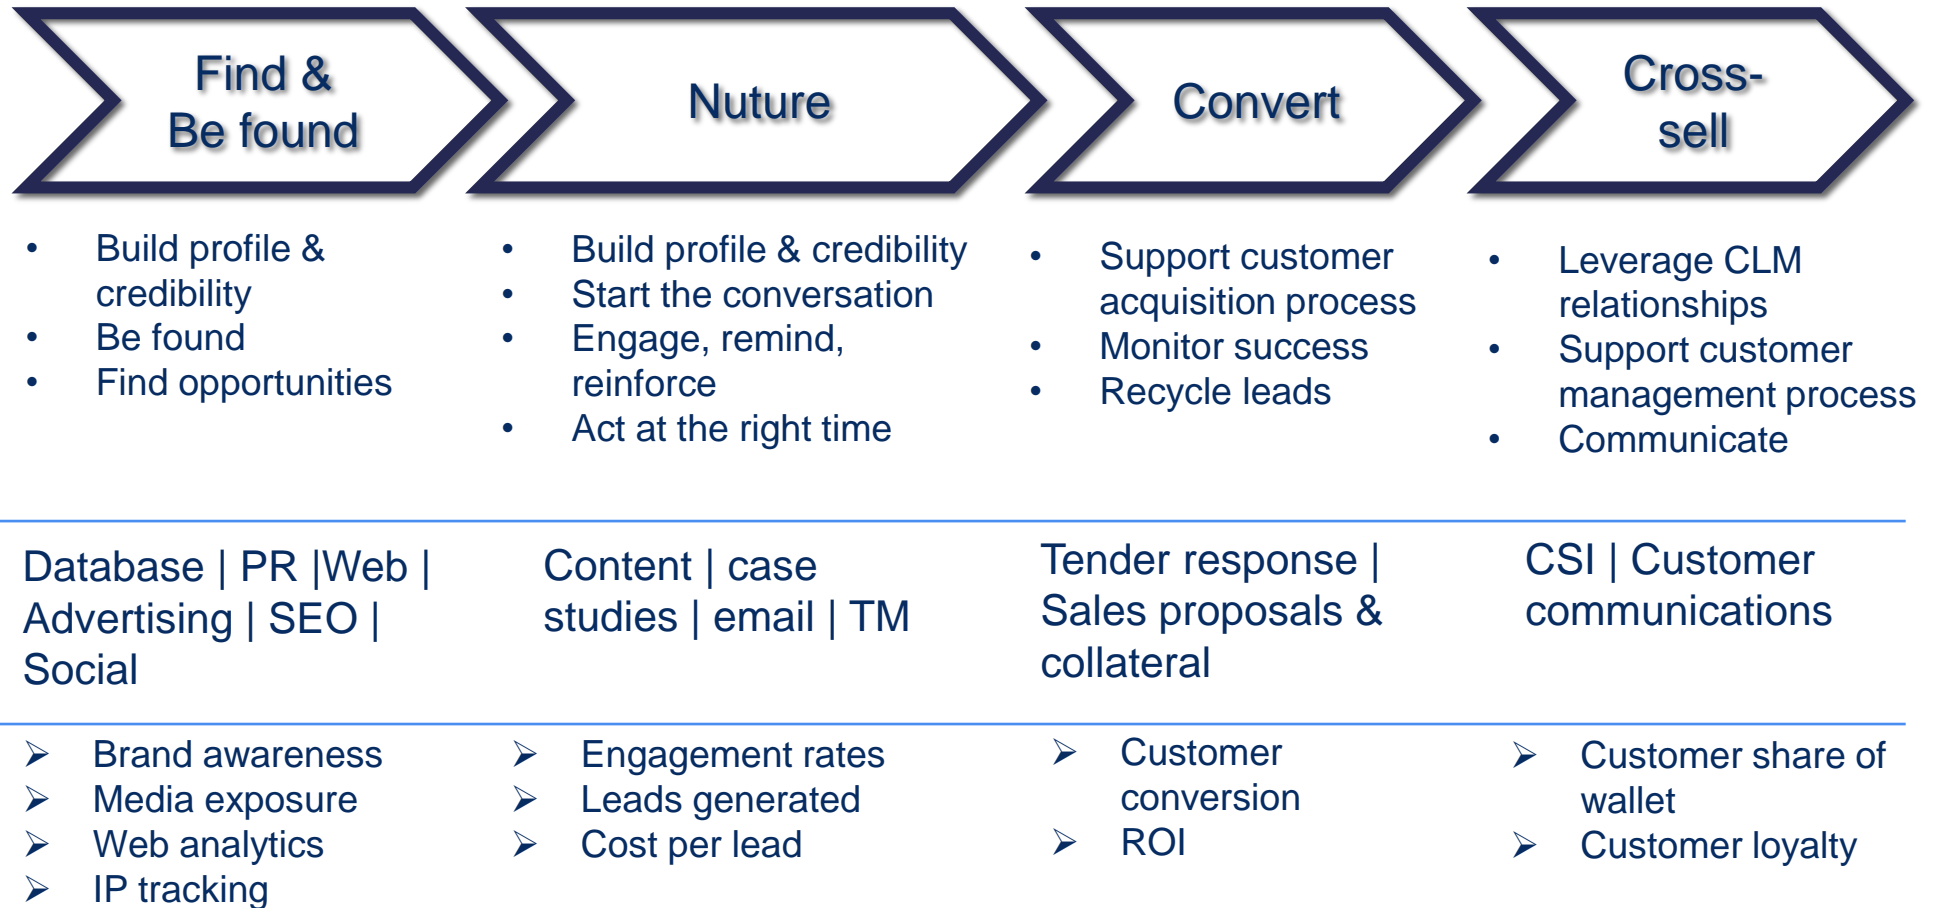 Find &
Be found
Nuture
Convert
Cross-
sell
• Build profile &
credibility
• Be found
• Find opportunities
• Build profile & credibility
• Start the conversation
• Engage, remind,
reinforce
• Act at the right time
• Support customer
acquisition process
• Monitor success
• Recycle leads
• Leverage CLM
relationships
• Support customer
management process
• Communicate
Database | PR |Web |
Advertising | SEO |
Social
Content | case
studies | email | TM
Tender response |
Sales proposals &
collateral
CSI | Customer
communications
➢ Brand awareness
➢ Media exposure
➢ Web analytics
➢ IP tracking
➢ Engagement rates
➢ Leads generated
➢ Cost per lead
➢ Customer
conversion
➢ ROI
➢ Customer share of
wallet
➢ Customer loyalty